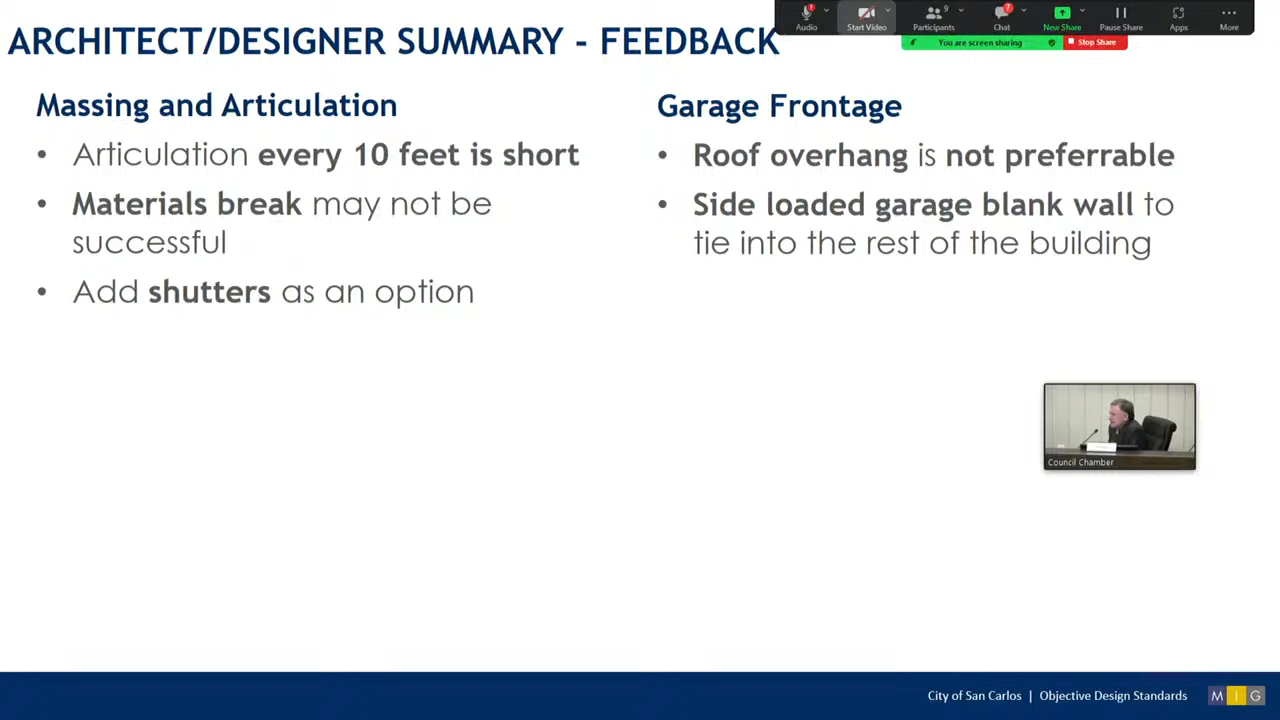 ARCHITECT/DESIGNER SUMMARY - FEEDBACK
Audio
Start Video
9
Participants
7
Chat
New Share
Pause Share
Apps
More
You are screen sharing
Stop Share
Massing and Articulation
• Articulation every 10 feet is short
• Materials break may not be
successful
• Add shutters as an option
Garage Frontage
• Roof overhang is not preferrable
• Side loaded garage blank wall to
tie into the rest of the building
Council Chamber
City of San Carlos | Objective Design Standards
MIG